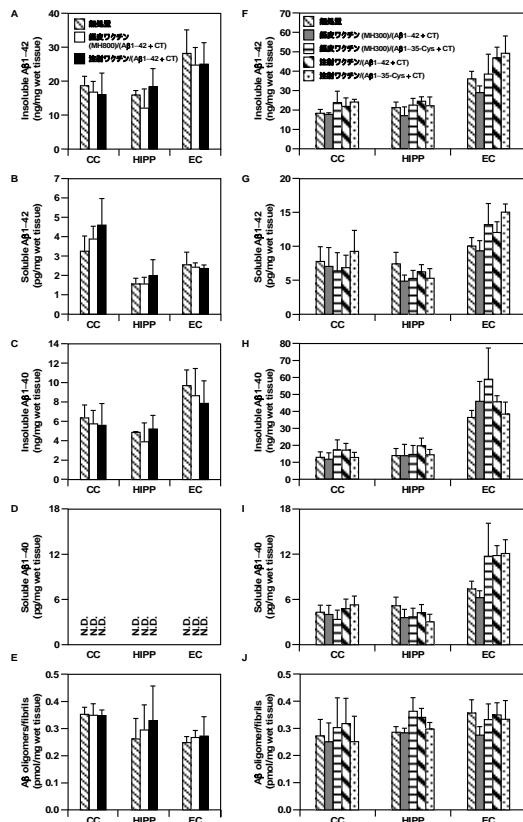 A
Insoluble Aβ1–42
(ng/mg wet tissue)
40
30
20
10
0
無処置
経皮ワクチン
(MH800)/(Aβ1–42 + CT)
注射ワクチン/(Aβ1–42 + CT)
CC HIPP EC
B
Soluble Aβ1–42
(pg/mg wet tissue)
7
6
5
4
3
2
1
0
CC HIPP EC
C
Insoluble Aβ1–40
(ng/mg wet tissue)
14
12
10
8
6
4
2
0
CC HIPP EC
D
Soluble Aβ1–40
(pg/mg wet tissue)
18
12
6
0
N.D. N.D. N.D. N.D. N.D. N.D. N.D. N.D. N.D.
CC HIPP EC
E
Aβ oligomers/fibrils
(pmol/mg wet tissue)
0.5
0.4
0.3
0.2
0.1
0.0
CC HIPP EC
F
Insoluble Aβ1–42
(ng/mg wet tissue)
70
60
50
40
30
20
10
0
無処置
経皮ワクチン (MH300)/(Aβ1–42 + CT)
経皮ワクチン (MH300)/(Aβ1–35-Cys + CT)
注射ワクチン/(Aβ1–42 + CT)
注射ワクチン/(Aβ1–35-Cys + CT)
CC HIPP EC
G
Soluble Aβ1–42
(pg/mg wet tissue)
20
15
10
5
0
CC HIPP EC
H
Insoluble Aβ1–40
(ng/mg wet tissue)
80
70
60
50
40
30
20
10
0
CC HIPP EC
I
Soluble Aβ1–40
(pg/mg wet tissue)
18
12
6
0
CC HIPP EC
J
Aβ oligomer/fibrils
(pmol/mg wet tissue)
0.5
0.4
0.3
0.2
0.1
0.0
CC HIPP EC